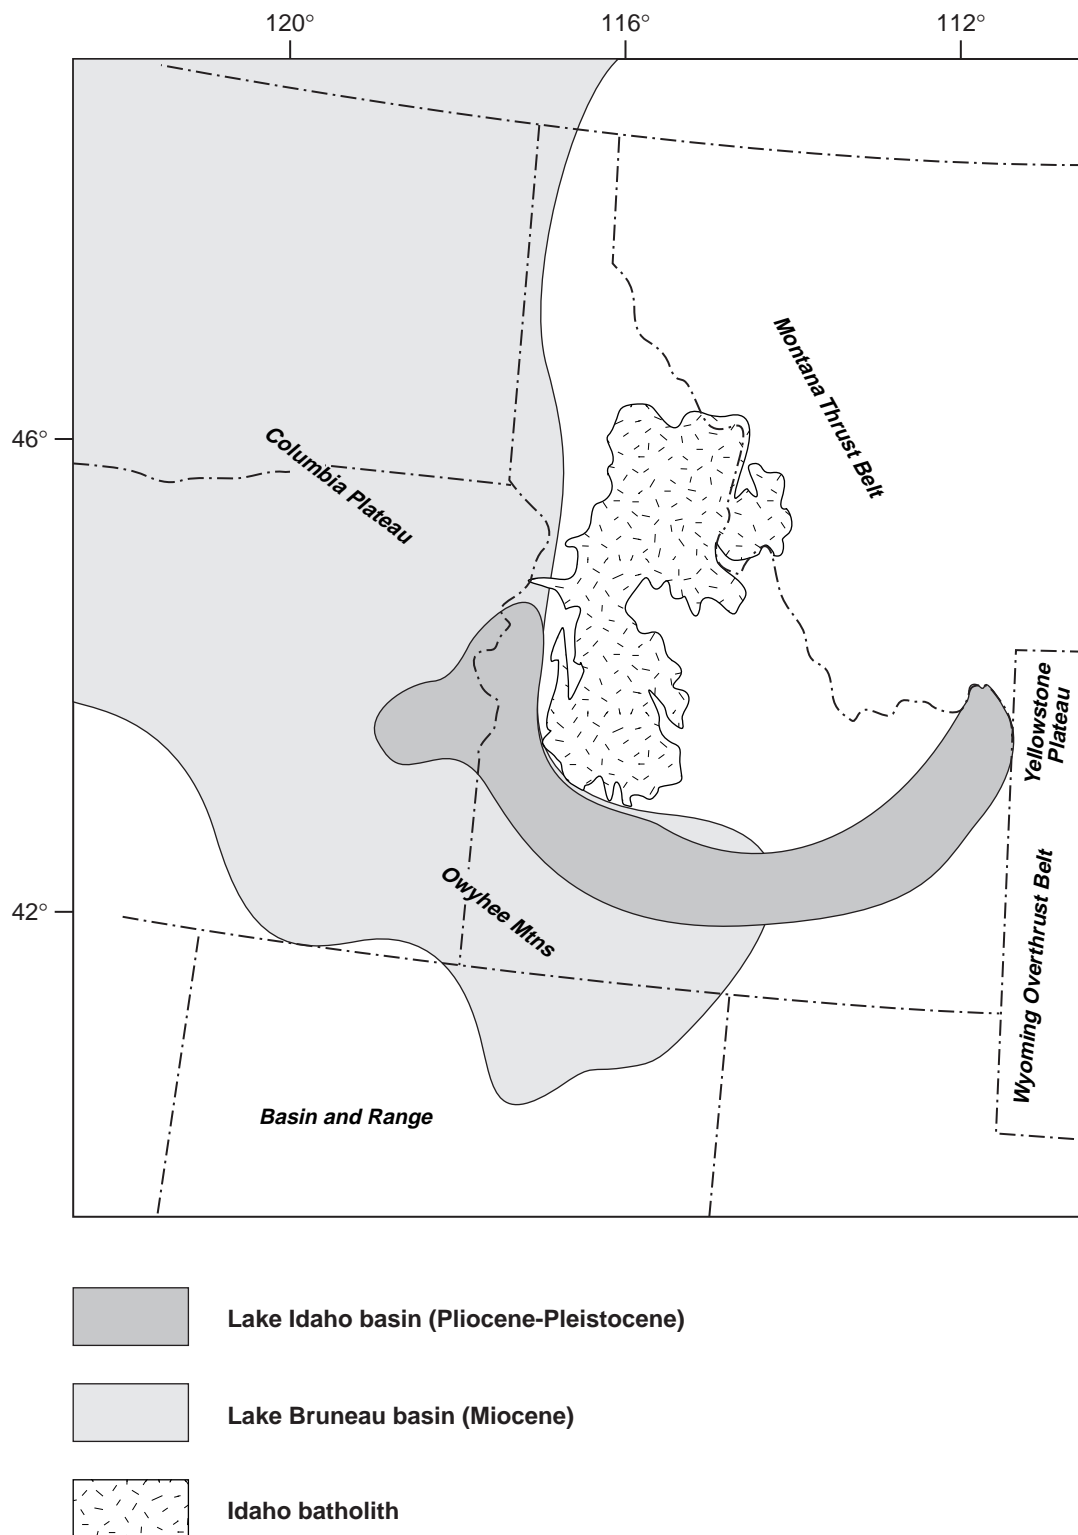 120°
116°
112°
46°
42°
Montana Thrust Belt
Columbia Plateau
Yellowstone
Plateau
Owyhee Mtns
Wyoming Overthrust Belt
Basin and Range
Lake Idaho basin (Pliocene-Pleistocene)
Lake Bruneau basin (Miocene)
Idaho batholith